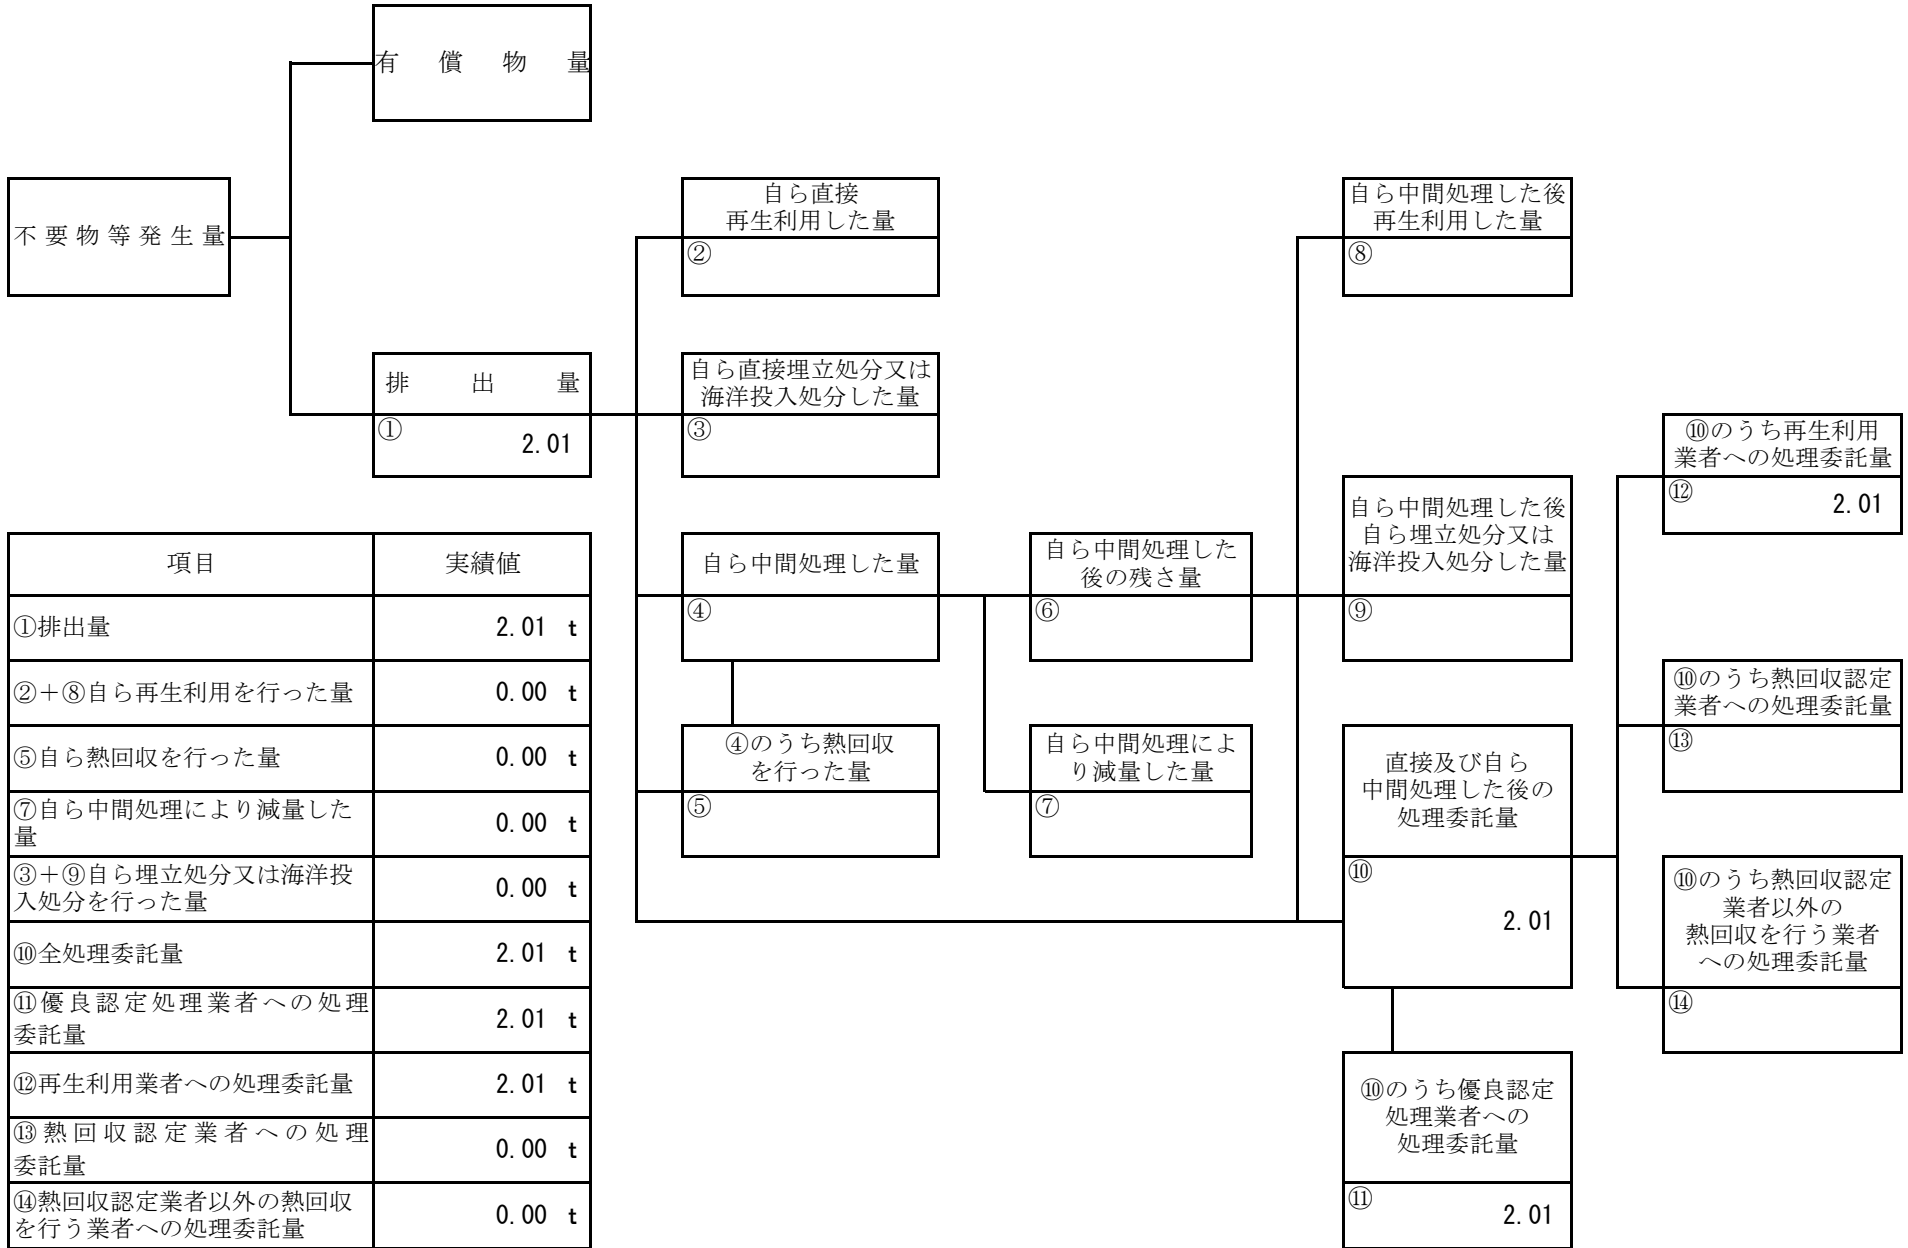 有償物量
不要物等発生量
排出量
①
2.01
自ら直接
再生利用した量
②
自ら直接埋立処分又は
海洋投入処分した量
③
自ら中間処理した量
④
④のうち熱回収
を行った量
⑤
自ら中間処理した
後の残さ量
⑥
自ら中間処理によ
り減量した量
⑦
自ら中間処理した後
再生利用した量
⑧
自ら中間処理した後
自ら埋立処分又は
海洋投入処分した量
⑨
直接及び自ら
中間処理した後の
処理委託量
⑩
2.01
⑩のうち優良認定
処理業者への
処理委託量
⑪
2.01
⑩のうち再生利用
業者への処理委託量
⑫
2.01
⑩のうち熱回収認定
業者への処理委託量
⑬
⑩のうち熱回収認定
業者以外の
熱回収を行う業者
への処理委託量
⑭
項目 実績値
①排出量 2.01 t
②＋⑧自ら再生利用を行った量 0.00 t
⑤自ら熱回収を行った量 0.00 t
⑦自ら中間処理により減量した
量 0.00 t
③＋⑨自ら埋立処分又は海洋投
入処分を行った量 0.00 t
⑩全処理委託量 2.01 t
⑪優良認定処理業者への処理
委託量 2.01 t
⑫再生利用業者への処理委託量 2.01 t
⑬熱回収認定業者への処理
委託量 0.00 t
⑭熱回収認定業者以外の熱回収
を行う業者への処理委託量 0.00 t